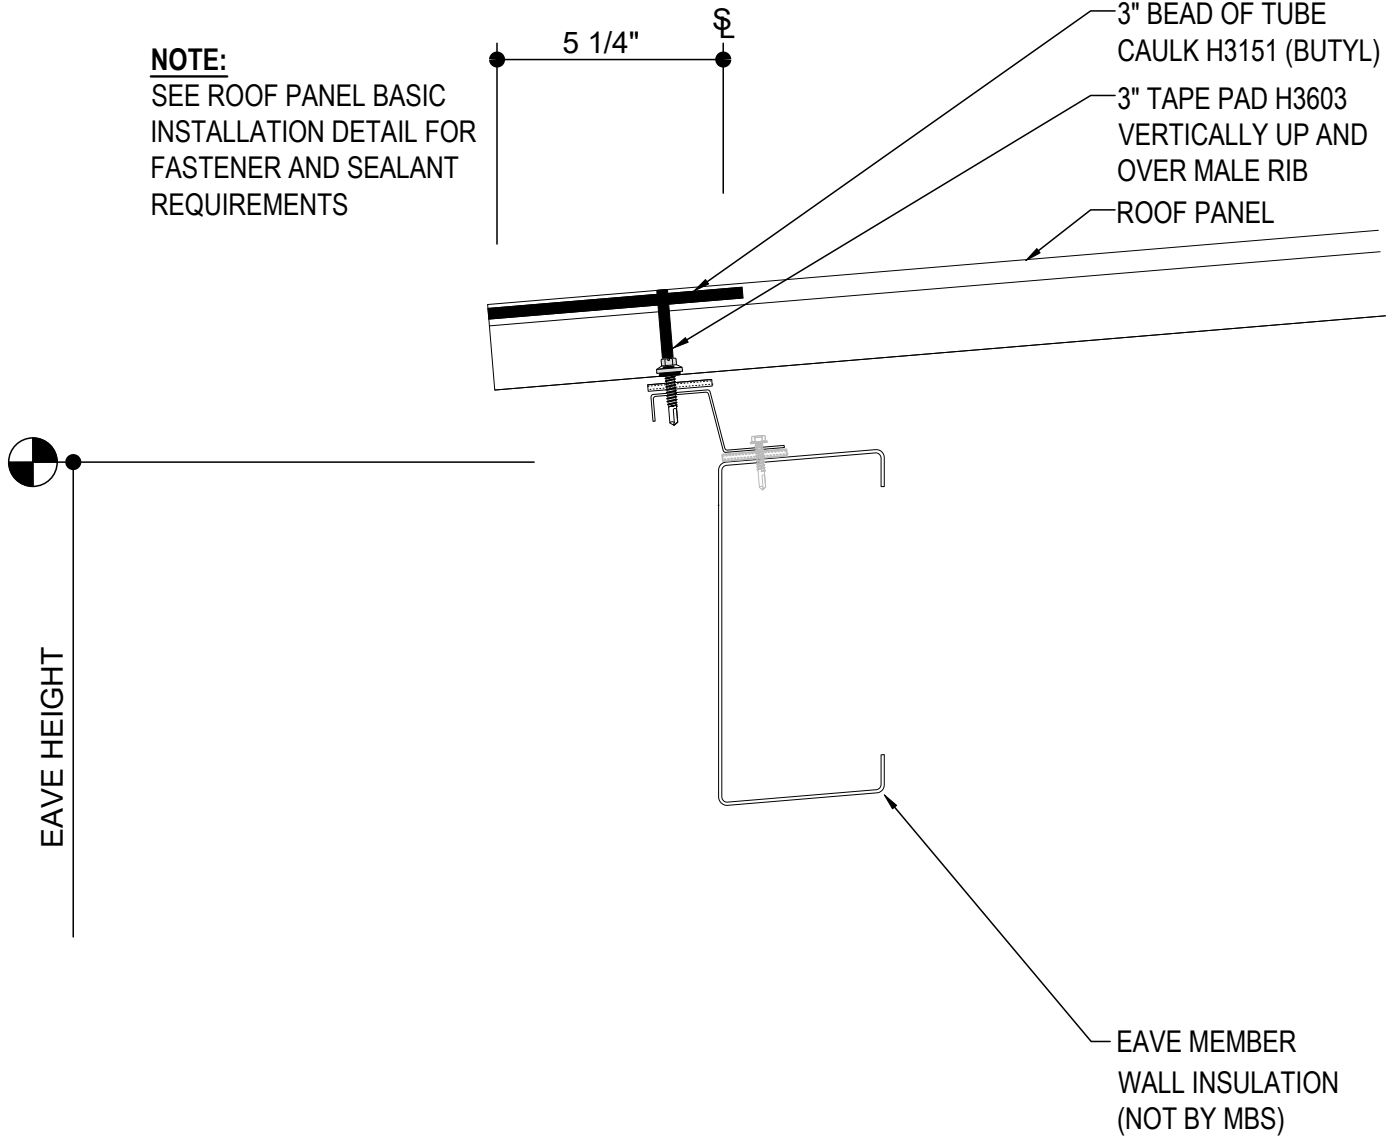 NOTE:
SEE ROOF PANEL BASIC
INSTALLATION DETAIL FOR
FASTENER AND SEALANT
REQUIREMENTS
5 1/4"
SL
3" BEAD OF TUBE
CAULK H3151 (BUTYL)
3" TAPE PAD H3603
VERTICALLY UP AND
OVER MALE RIB
ROOF PANEL
EAVE HEIGHT
EAVE MEMBER
WALL INSULATION
(NOT BY MBS)